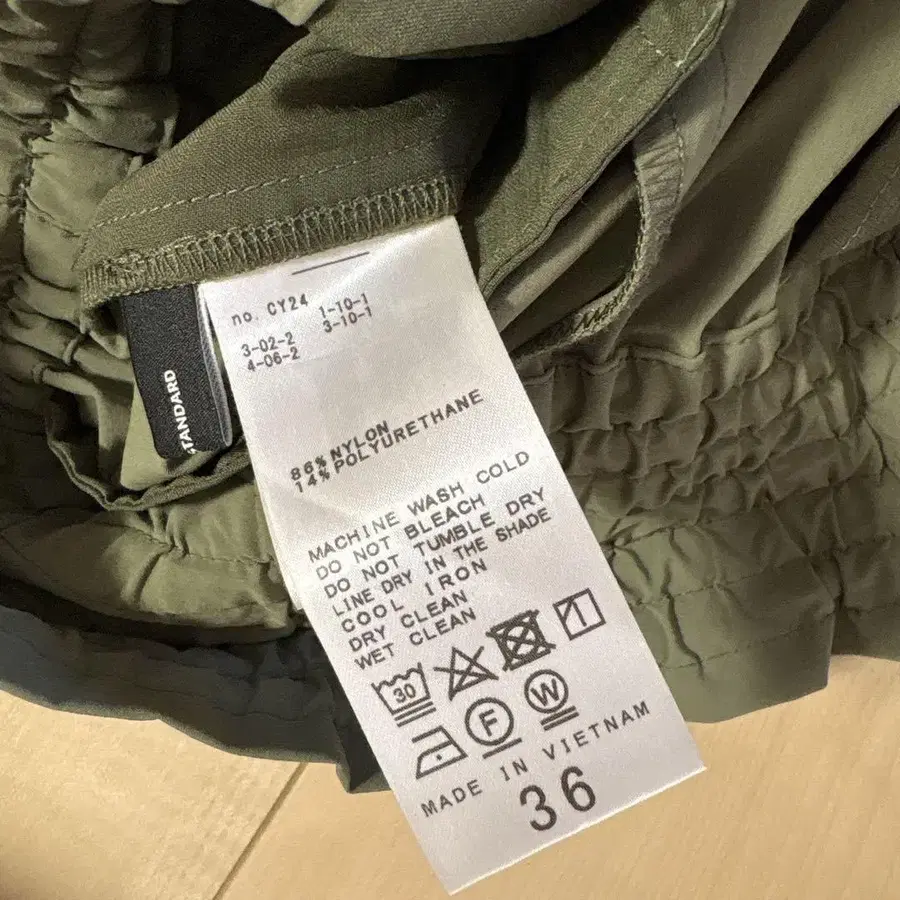 no. CY24 1-10-1
3-02-2 3-10-1
4-06-2
86% NYLON
14% POLYURETHANE
MACHINE WASH COLD
DO NOT BLEACH
DO NOT TUMBLE DRY
LINE DRY IN THE SHADE
COOL IRON
DRY CLEAN
WET CLEAN
30
F W
MADE IN VIETNAM
36
STANDARD